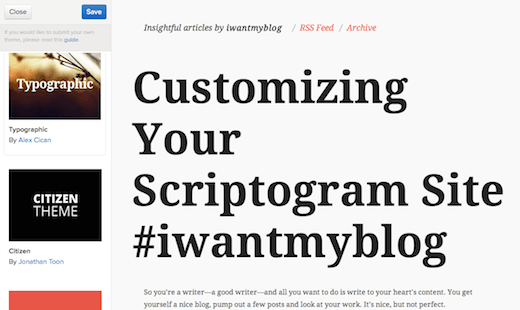 Close
Save
If you would like to submit your own
theme, please read this guide.
Typographic
Typographic
By Alex Cican
CITIZEN
THEME
Citizen
By Jonathan Toon
Insightful articles by iwantmyblog / RSS Feed / Archive
Customizing
Your
Scriptogram Site
#iwantmyblog
So you're a writer—a good writer—and all you want to do is write to your heart's content. You get
yourself a nice blog, pump out a few posts and look at your work. It's nice, but not perfect.